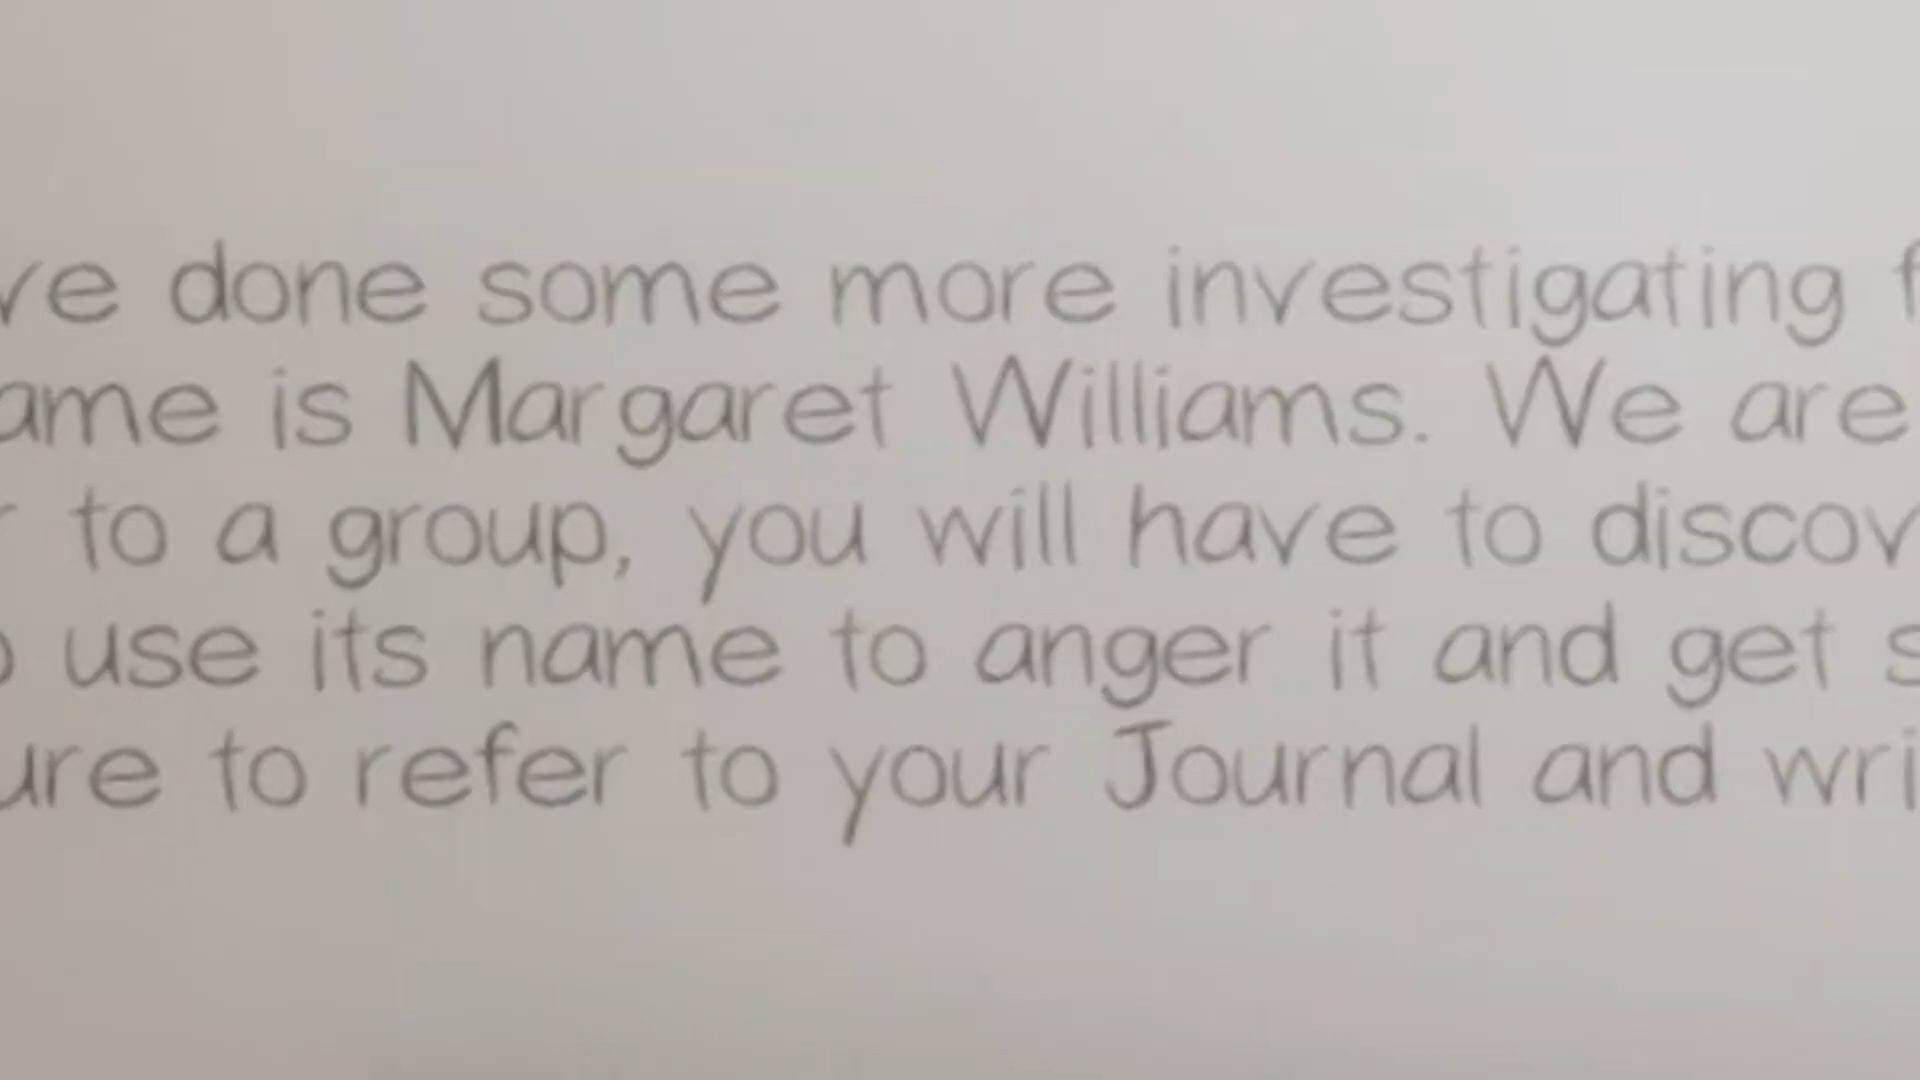 ve done some more investigating f
ame is Margaret Williams. We are
r to a group, you will have to discov
o use its name to anger it and get s
ure to refer to your Journal and wri